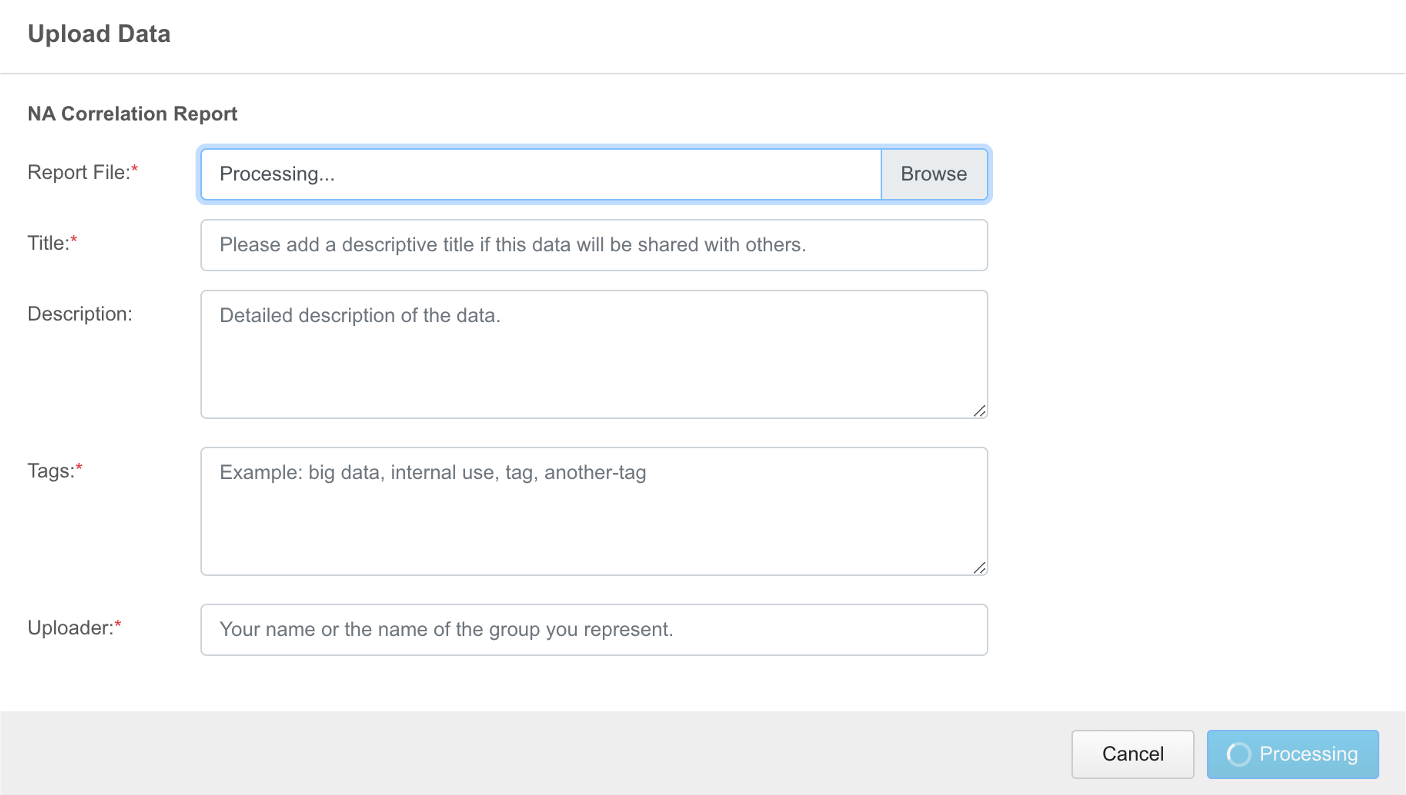 Upload Data
NA Correlation Report
Report File:*
Processing...
Browse
Title:*
Please add a descriptive title if this data will be shared with others.
Description:
Detailed description of the data.
Tags:*
Example: big data, internal use, tag, another-tag
Uploader:*
Your name or the name of the group you represent.
Cancel
Processing